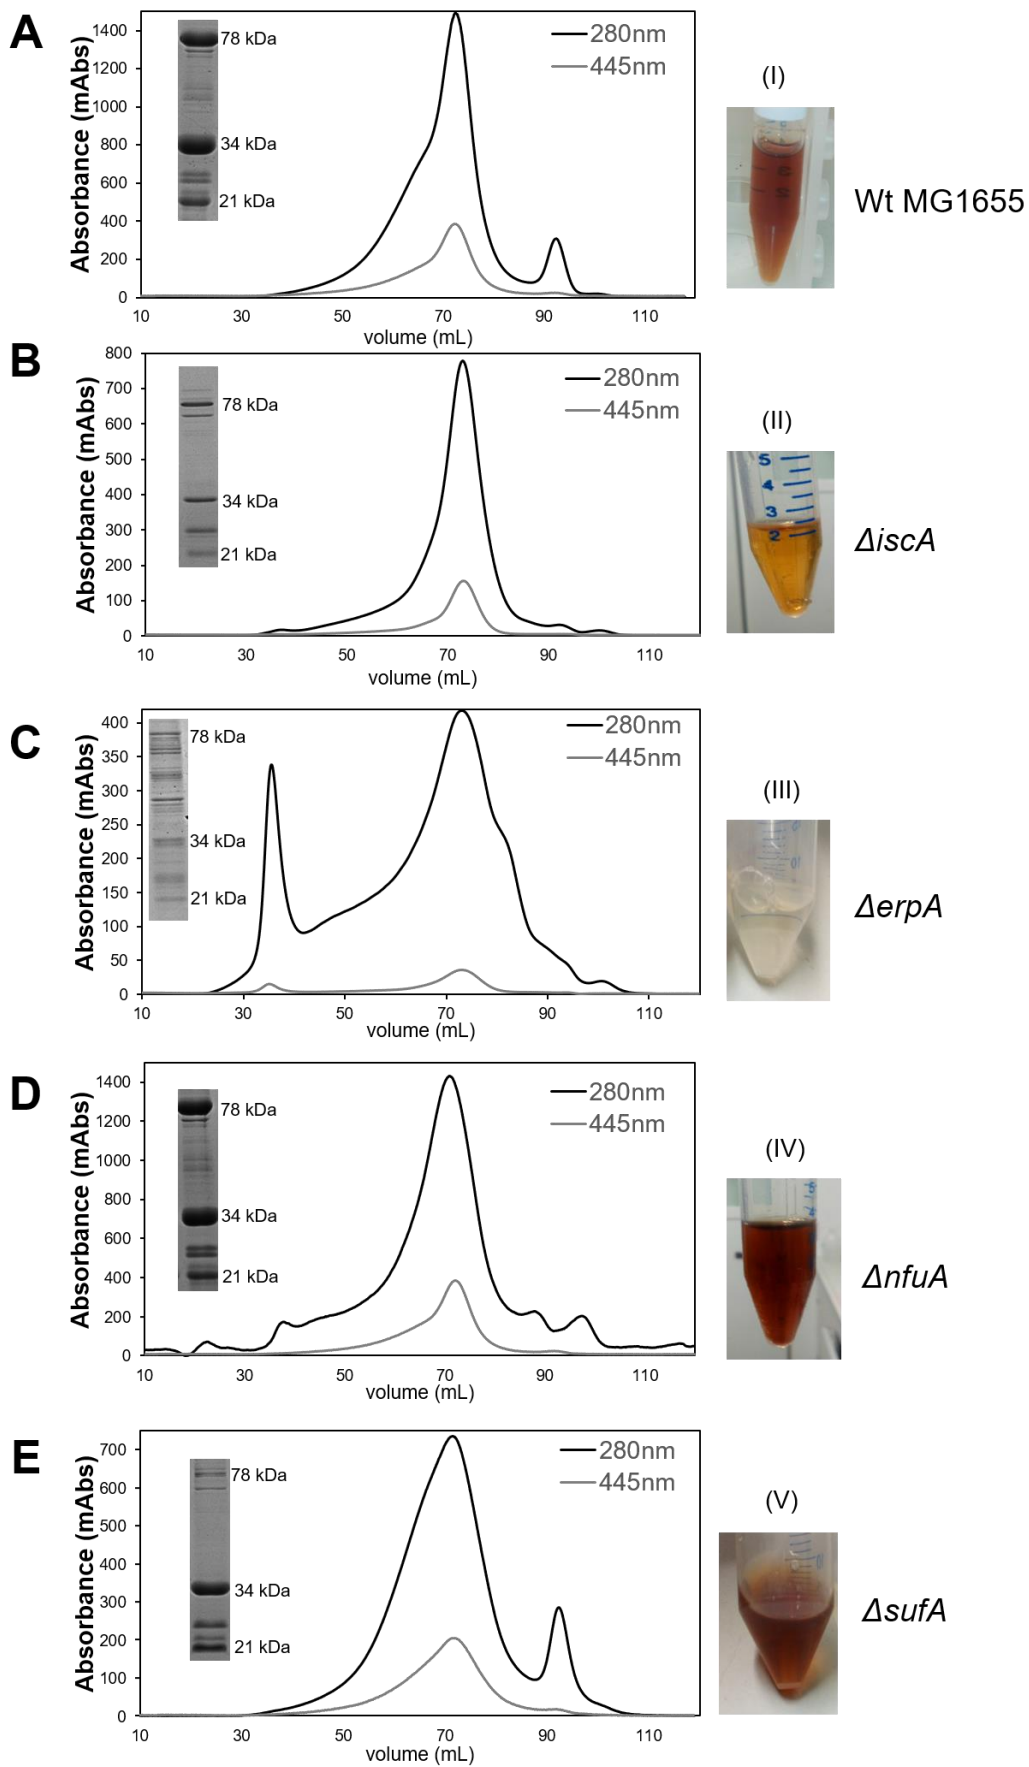 A
Absorbance (mAbs)
1400
1200
1000
800
600
400
200
0
78 kDa
34 kDa
21 kDa
280nm
445nm
10 30 50 70 90 110
volume (mL)
(I)
Wt MG1655
B
Absorbance (mAbs)
800
700
600
500
400
300
200
100
0
78 kDa
34 kDa
21 kDa
280nm
445nm
10 30 50 70 90 110
volume (mL)
(II)
5
4
3
2
ΔiscA
C
Absorbance (mAbs)
400
350
300
250
200
150
100
50
0
78 kDa
34 kDa
21 kDa
280nm
445nm
10 30 50 70 90 110
volume (mL)
(III)
10
ΔerpA
D
Absorbance (mAbs)
1400
1200
1000
800
600
400
200
0
78 kDa
34 kDa
21 kDa
280nm
445nm
10 30 50 70 90 110
volume (mL)
(IV)
ΔnfuA
E
Absorbance (mAbs)
700
600
500
400
300
200
100
0
78 kDa
34 kDa
21 kDa
280nm
445nm
10 30 50 70 90 110
volume (mL)
(V)
ΔsufA